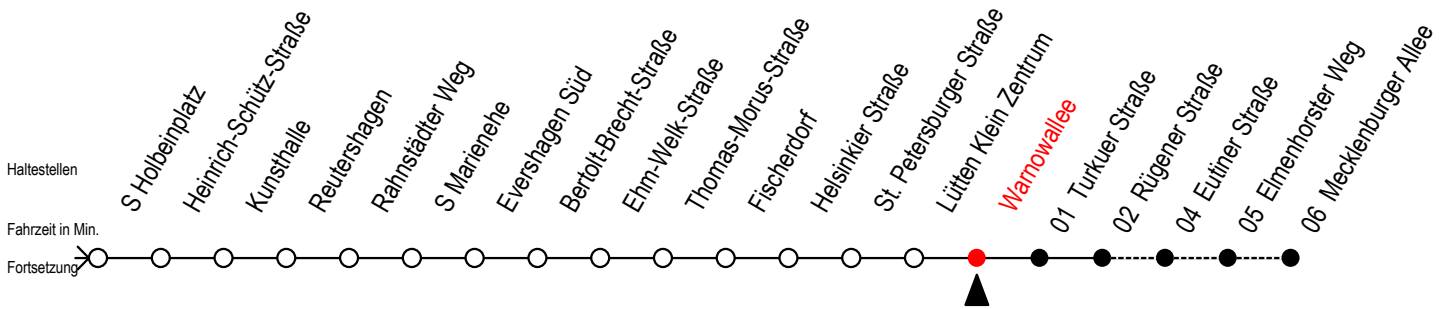 S Holbeinplatz
Heinrich-Schütz-Straße
Kunsthalle
Reutershagen
Rahnstädter Weg
S Marienehe
Evershagen Süd
Bertolt-Brecht-Straße
Ehm-Welk-Straße
Thomas-Morus-Straße
Fischerdorf
Helsinkier Straße
St. Petersburger Straße
Lütten Klein Zentrum
Warnowallee
01 Turkuer Straße
02 Rügener Straße
04 Eutiner Straße
05 Elmenhorster Weg
06 Mecklenburger Allee
Haltestellen
Fahrzeit in Min.
Fortsetzung